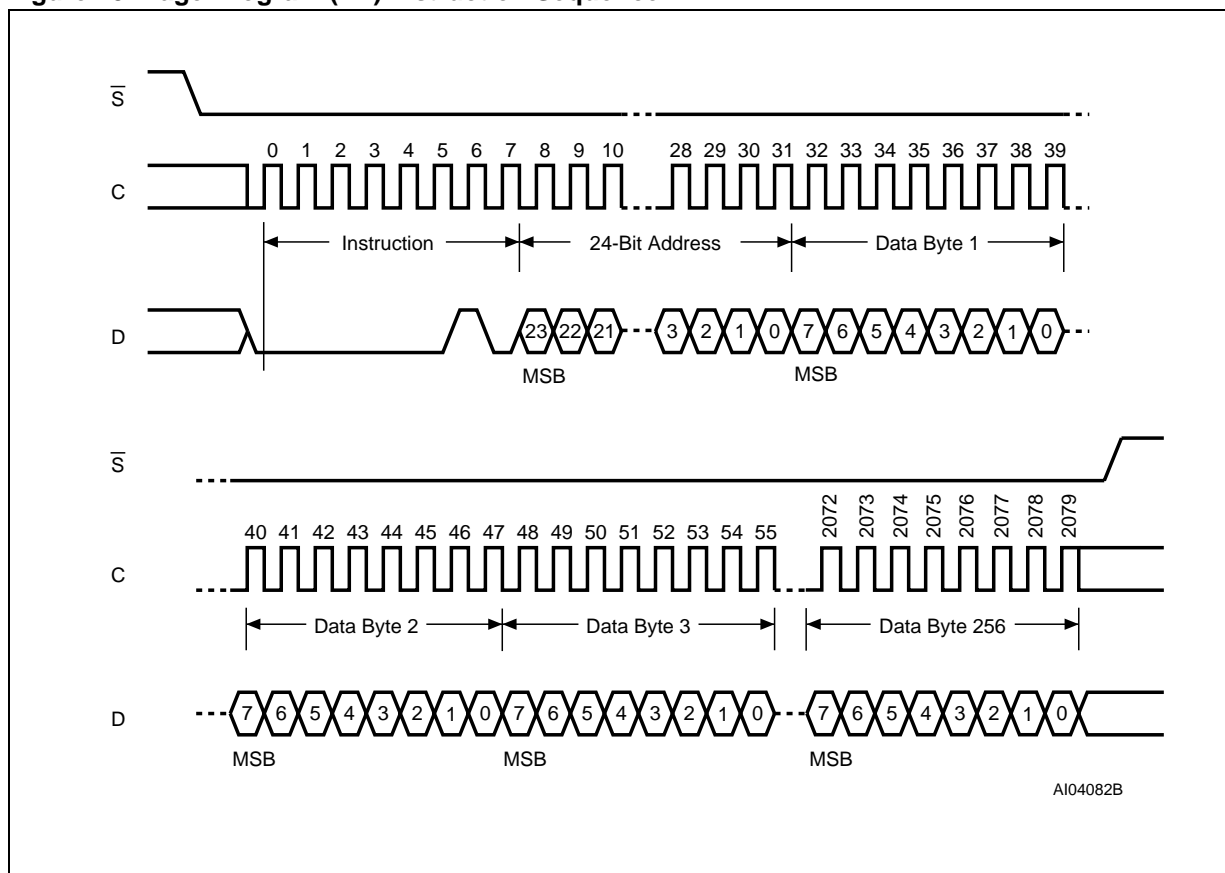 S
0 1 2 3 4 5 6 7 8 9 10 28 29 30 31 32 33 34 35 36 37 38 39
C
Instruction 24-Bit Address Data Byte 1
D 23 22 21 3 2 1 0 7 6 5 4 3 2 1 0
MSB MSB
S
40 41 42 43 44 45 46 47 48 49 50 51 52 53 54 55 2072 2073 2074 2075 2076 2077 2078 2079
C
Data Byte 2 Data Byte 3 Data Byte 256
D 7 6 5 4 3 2 1 0 7 6 5 4 3 2 1 0 7 6 5 4 3 2 1 0
MSB MSB MSB
AI04082B